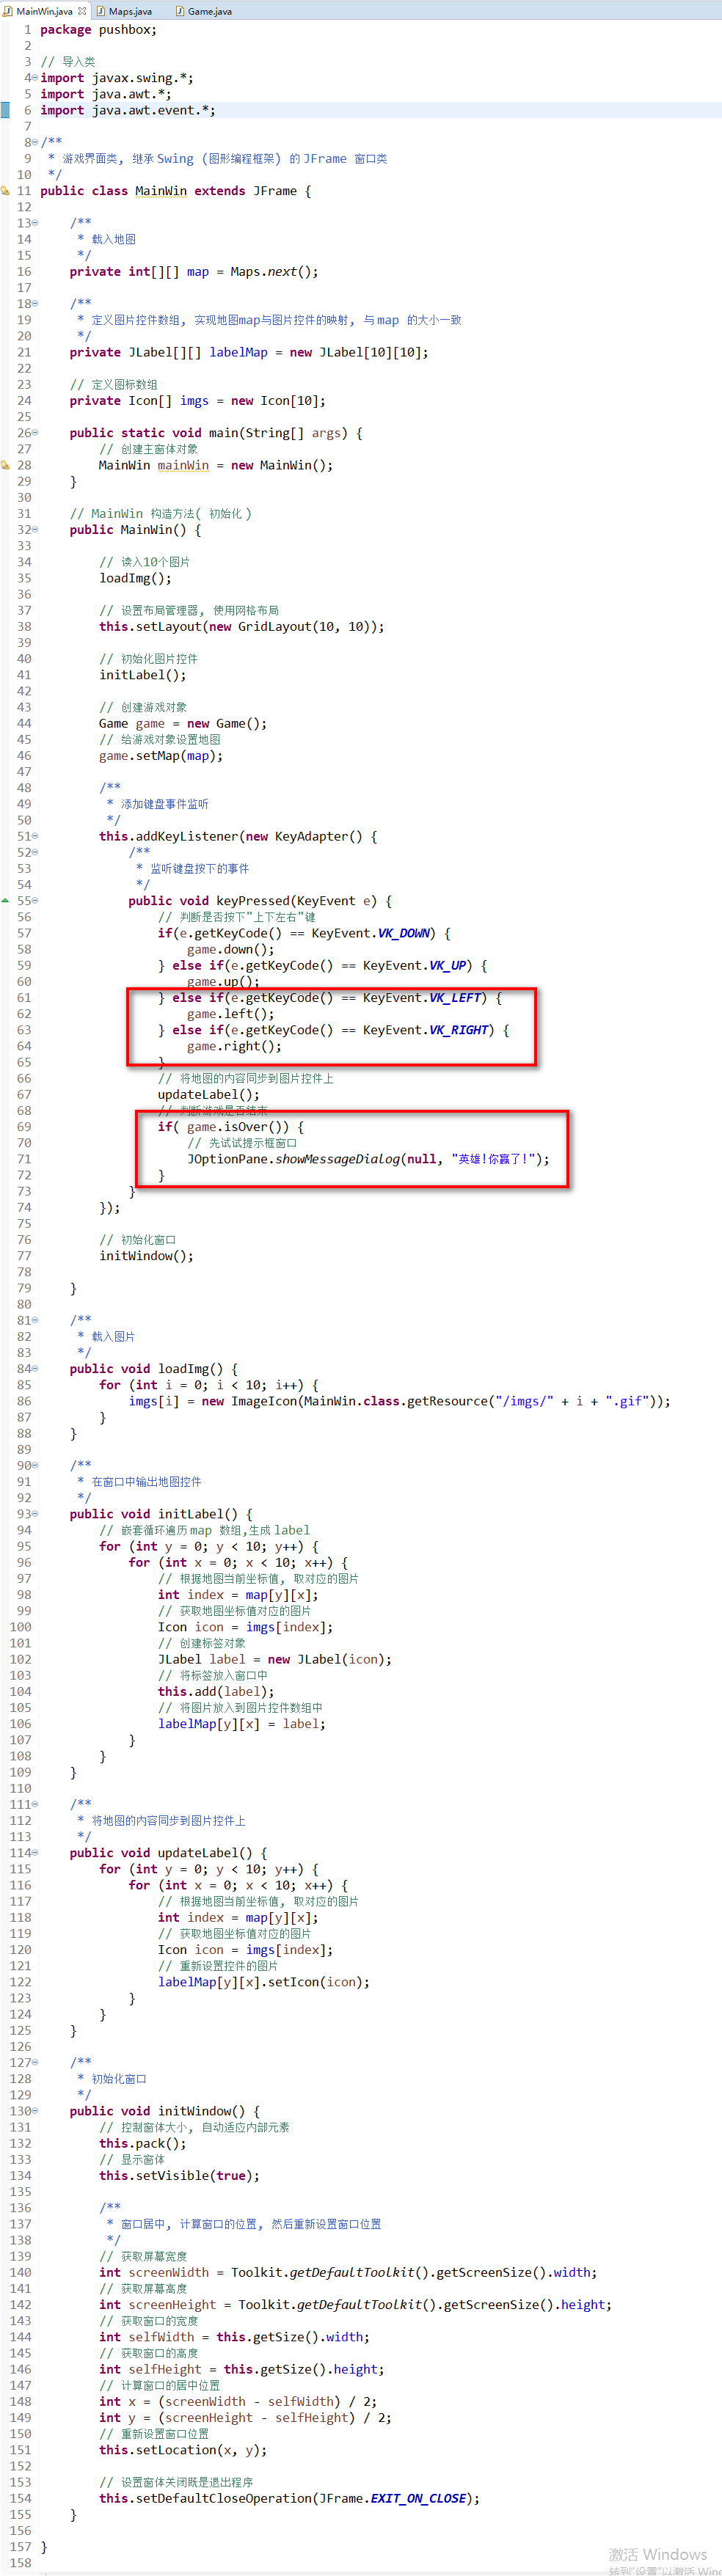 MainWin.java
Maps.java
Game.java
1 package pushbox;
2
3 // 导入类
4 import javax.swing.*;
5 import java.awt.*;
6 import java.awt.event.*;
7
8 /**
9 * 游戏界面类, 继承 Swing (图形编程框架) 的 JFrame 窗口类
10 */
11 public class MainWin extends JFrame {
12
13 /**
14 * 载入地图
15 */
16 private int[][] map = Maps.next();
17
18 /**
19 * 定义图片控件数组, 实现地图map与图片控件的映射, 与 map 的大小一致
20 */
21 private JLabel[][] labelMap = new JLabel[10][10];
22
23 // 定义图标数组
24 private Icon[] imgs = new Icon[10];
25
26 public static void main(String[] args) {
27 // 创建主窗体对象
28 MainWin mainWin = new MainWin();
29 }
30
31 // MainWin 构造方法( 初始化 )
32 public MainWin() {
33
34 // 读入10个图片
35 loadImg();
36
37 // 设置布局管理器, 使用网格布局
38 this.setLayout(new GridLayout(10, 10));
39
40 // 初始化图片控件
41 initLabel();
42
43 // 创建游戏对象
44 Game game = new Game();
45 // 给游戏对象设置地图
46 game.setMap(map);
47
48 /**
49 * 添加键盘事件监听
50 */
51 this.addKeyListener(new KeyAdapter() {
52 /**
53 * 监听键盘按下的事件
54 */
55 public void keyPressed(KeyEvent e) {
56 // 判断是否按下"上下左右"键
57 if(e.getKeyCode() == KeyEvent.VK_DOWN) {
58 game.down();
59 } else if(e.getKeyCode() == KeyEvent.VK_UP) {
60 game.up();
61 } else if(e.getKeyCode() == KeyEvent.VK_LEFT) {
62 game.left();
63 } else if(e.getKeyCode() == KeyEvent.VK_RIGHT) {
64 game.right();
65 }
66 // 将地图的内容同步到图片控件上
67 updateLabel();
68 // 判断游戏是否结束
69 if( game.isOver()) {
70 // 先试试提示框窗口
71 JOptionPane.showMessageDialog(null, "英雄!你赢了!");
72 }
73 }
74 });
75
76 // 初始化窗口
77 initWindow();
78
79 }
80
81 /**
82 * 载入图片
83 */
84 public void loadImg() {
85 for (int i = 0; i < 10; i++) {
86 imgs[i] = new ImageIcon(MainWin.class.getResource("/imgs/" + i + ".gif"));
87 }
88 }
89
90 /**
91 * 在窗口中输出地图控件
92 */
93 public void initLabel() {
94 // 嵌套循环遍历 map 数组,生成 label
95 for (int y = 0; y < 10; y++) {
96 for (int x = 0; x < 10; x++) {
97 // 根据地图当前坐标值, 取对应的图片
98 int index = map[y][x];
99 // 获取地图坐标值对应的图片
100 Icon icon = imgs[index];
101 // 创建标签对象
102 JLabel label = new JLabel(icon);
103 // 将标签放入窗口中
104 this.add(label);
105 // 将图片放入到图片控件数组中
106 labelMap[y][x] = label;
107 }
108 }
109 }
110
111 /**
112 * 将地图的内容同步到图片控件上
113 */
114 public void updateLabel() {
115 for (int y = 0; y < 10; y++) {
116 for (int x = 0; x < 10; x++) {
117 // 根据地图当前坐标值, 取对应的图片
118 int index = map[y][x];
119 // 获取地图坐标值对应的图片
120 Icon icon = imgs[index];
121 // 重新设置控件的图片
122 labelMap[y][x].setIcon(icon);
123 }
124 }
125 }
126
127 /**
128 * 初始化窗口
129 */
130 public void initWindow() {
131 // 控制窗体大小, 自动适应内部元素
132 this.pack();
133 // 显示窗体
134 this.setVisible(true);
135
136 /**
137 * 窗口居中, 计算窗口的位置, 然后重新设置窗口位置
138 */
139 // 获取屏幕宽度
140 int screenWidth = Toolkit.getDefaultToolkit().getScreenSize().width;
141 // 获取屏幕高度
142 int screenHeight = Toolkit.getDefaultToolkit().getScreenSize().height;
143 // 获取窗口的宽度
144 int selfWidth = this.getSize().width;
145 // 获取窗口的高度
146 int selfHeight = this.getSize().height;
147 // 计算窗口的居中位置
148 int x = (screenWidth - selfWidth) / 2;
149 int y = (screenHeight - selfHeight) / 2;
150 // 重新设置窗口位置
151 this.setLocation(x, y);
152
153 // 设置窗体关闭既是退出程序
154 this.setDefaultCloseOperation(JFrame.EXIT_ON_CLOSE);
155 }
156
157 }
158
激活 Windows
转到"设置"以激活 Wind